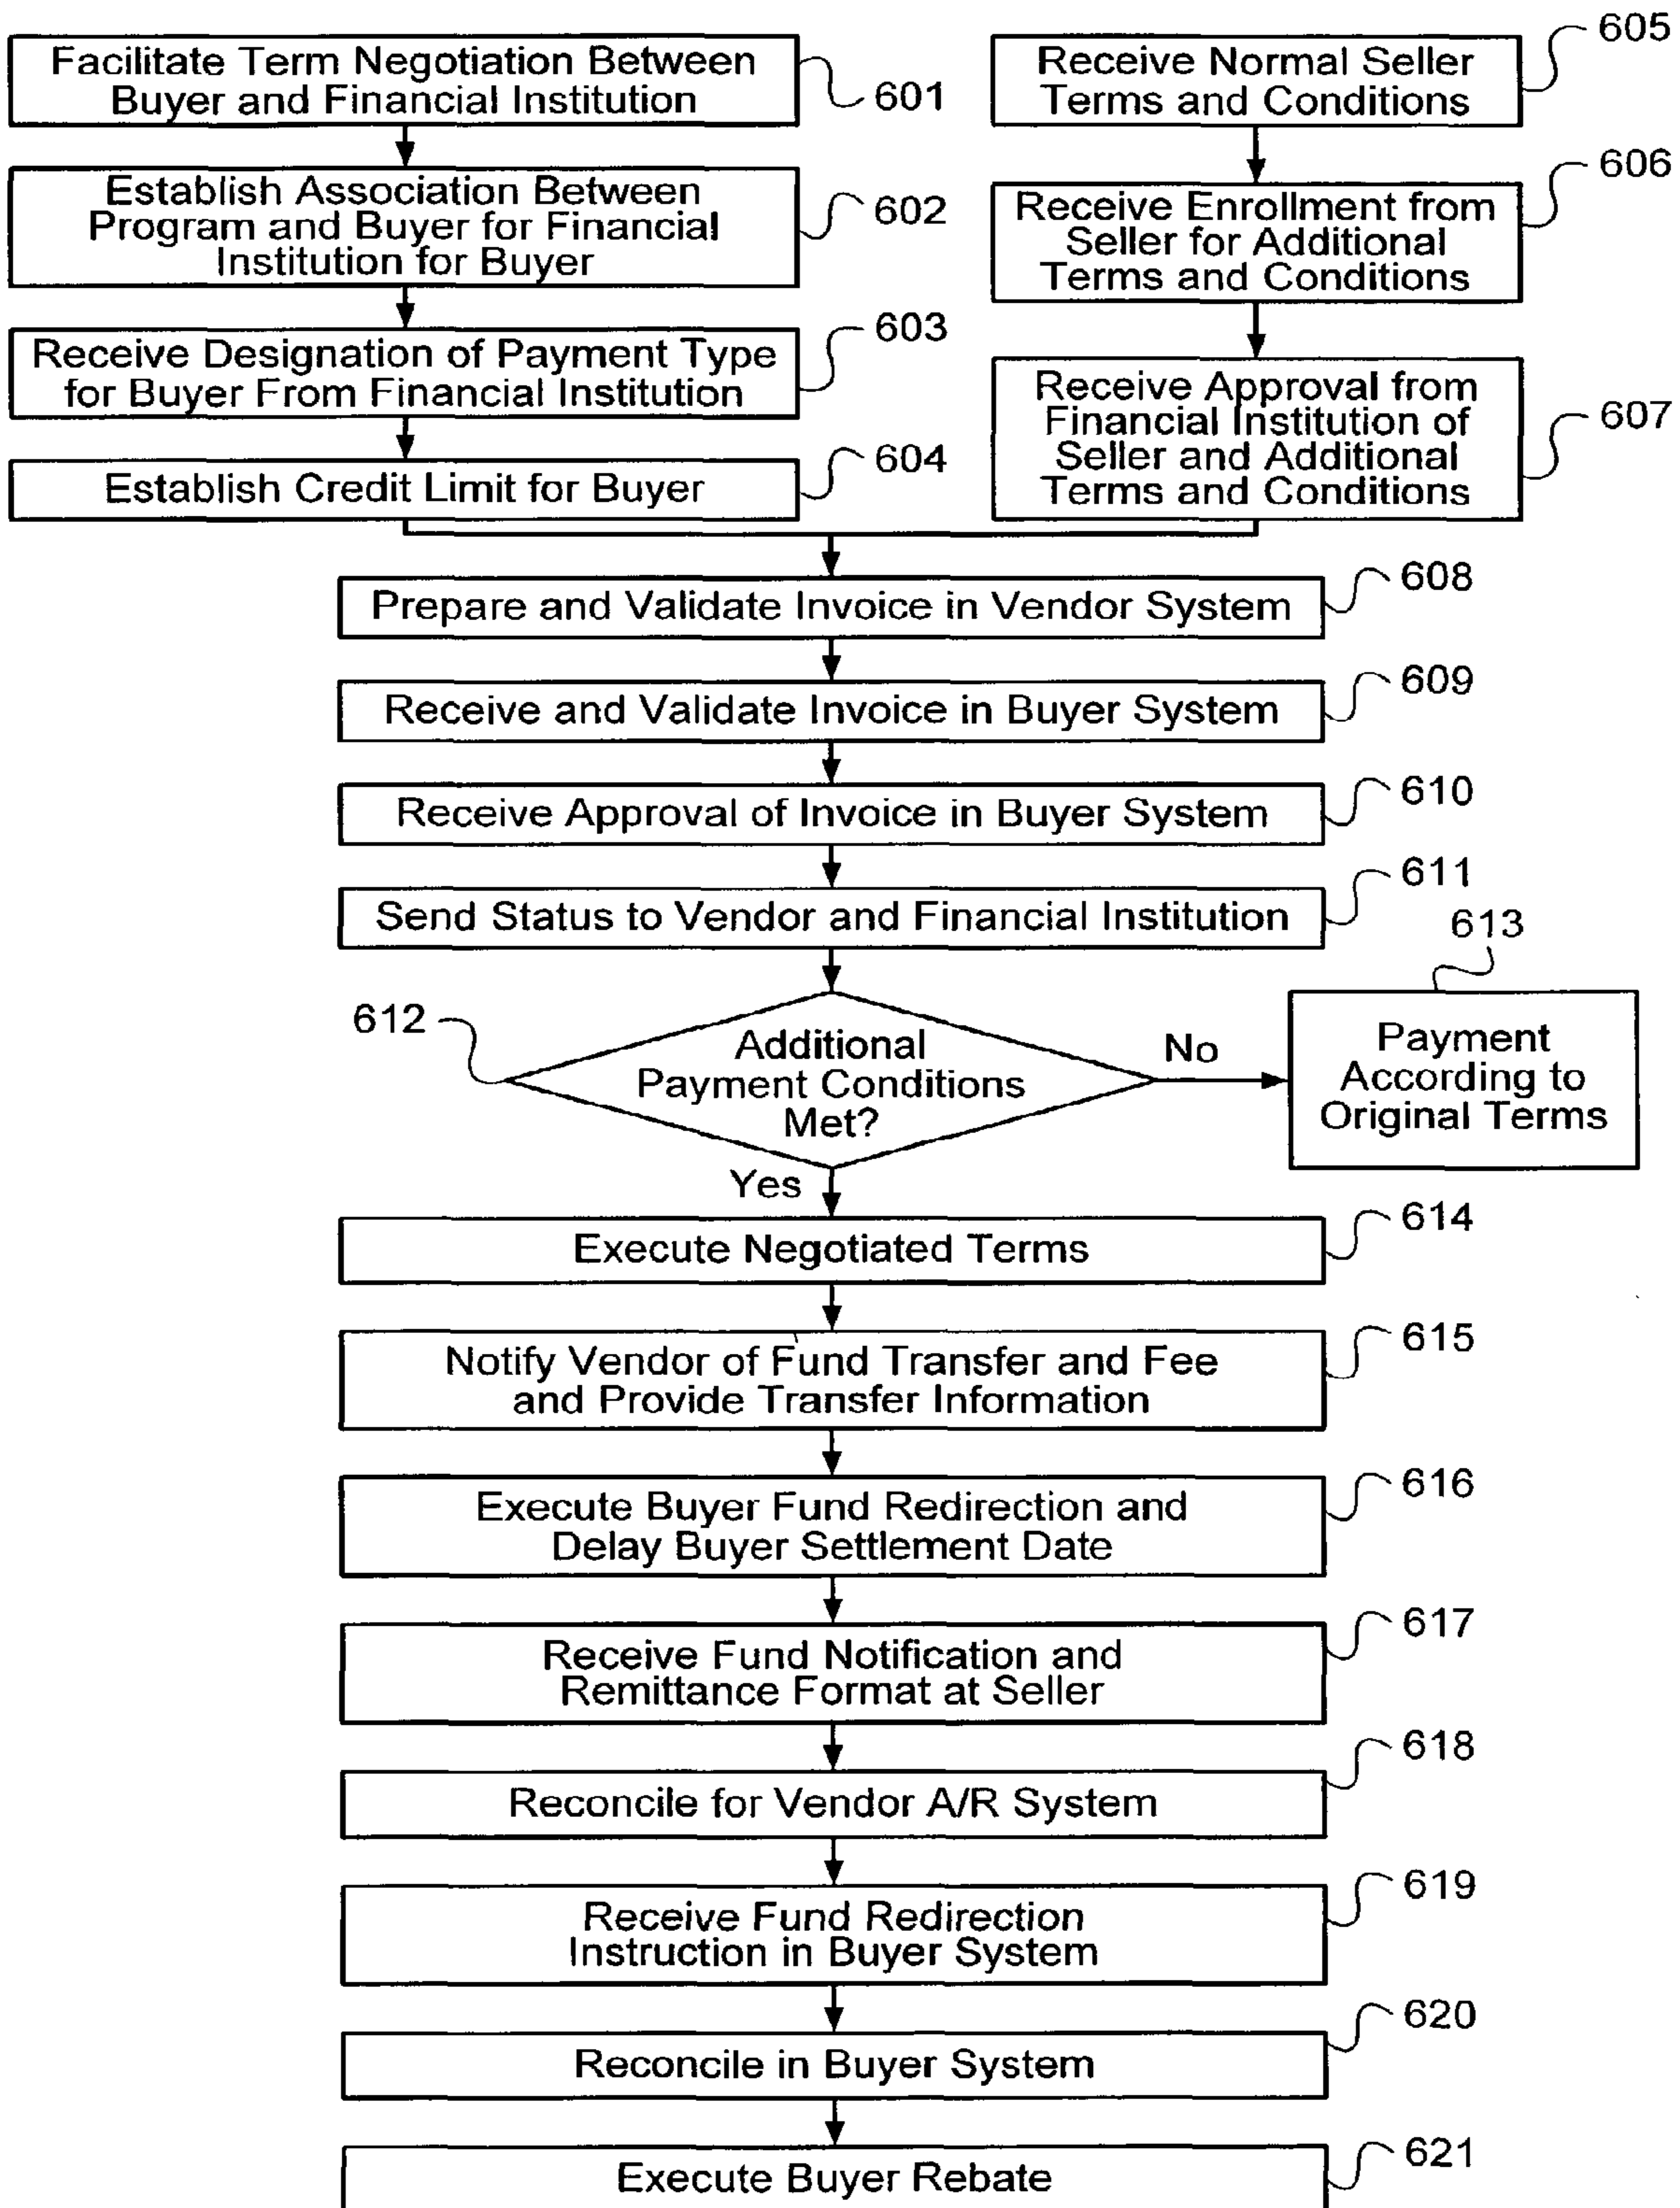 Facilitate Term Negotiation Between
Buyer and Financial Institution
601
Establish Association Between
Program and Buyer for Financial
Institution for Buyer
602
Receive Designation of Payment Type
for Buyer From Financial Institution
603
Establish Credit Limit for Buyer
604
Receive Normal Seller
Terms and Conditions
605
Receive Enrollment from
Seller for Additional
Terms and Conditions
606
Receive Approval from
Financial Institution of
Seller and Additional
Terms and Conditions
607
Prepare and Validate Invoice in Vendor System
608
Receive and Validate Invoice in Buyer System
609
Receive Approval of Invoice in Buyer System
610
Send Status to Vendor and Financial Institution
611
612
Additional
Payment Conditions
Met?
No
613
Payment
According to
Original Terms
Yes
Execute Negotiated Terms
614
Notify Vendor of Fund Transfer and Fee
and Provide Transfer Information
615
Execute Buyer Fund Redirection and
Delay Buyer Settlement Date
616
Receive Fund Notification and
Remittance Format at Seller
617
Reconcile for Vendor A/R System
618
Receive Fund Redirection
Instruction in Buyer System
619
Reconcile in Buyer System
620
Execute Buyer Rebate
621